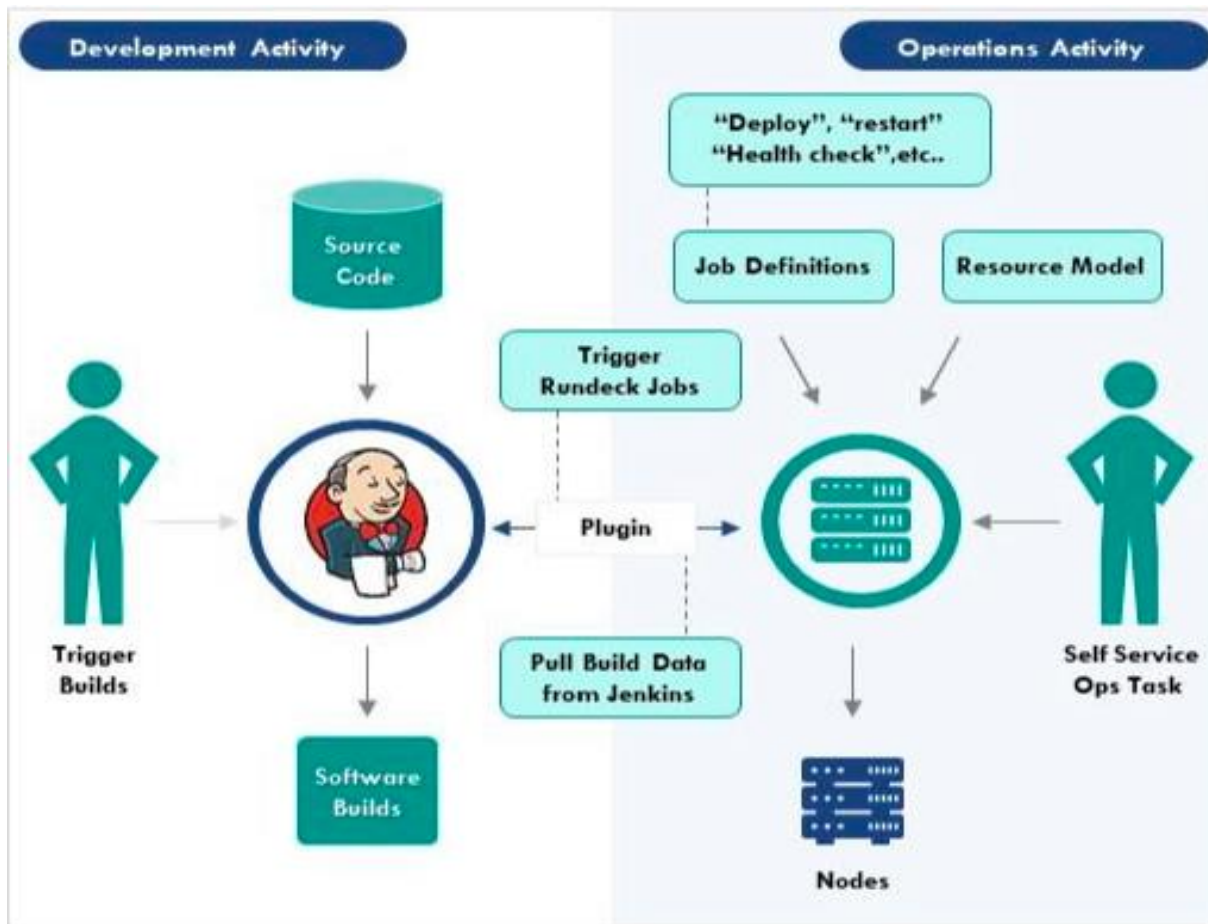 Development Activity
Operations Activity
“Deploy”, “restart”
“Health check”,etc..
Source
Code
Job Definitions
Resource Model
Trigger
Rundeck Jobs
Plugin
Trigger
Builds
Pull Build Data
from Jenkins
Self Service
Ops Task
Software
Builds
Nodes